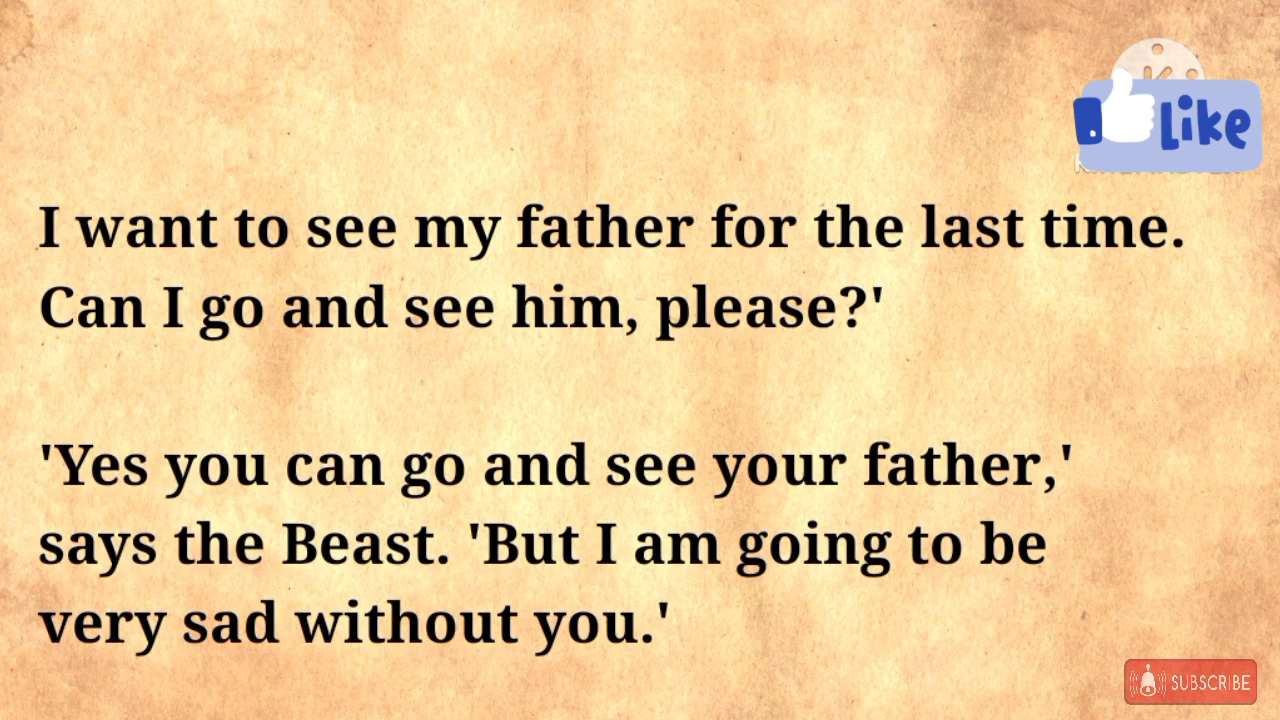 Like
I want to see my father for the last time.
Can I go and see him, please?'
'Yes you can go and see your father,'
says the Beast. 'But I am going to be
very sad without you.'
SUBSCRIBE